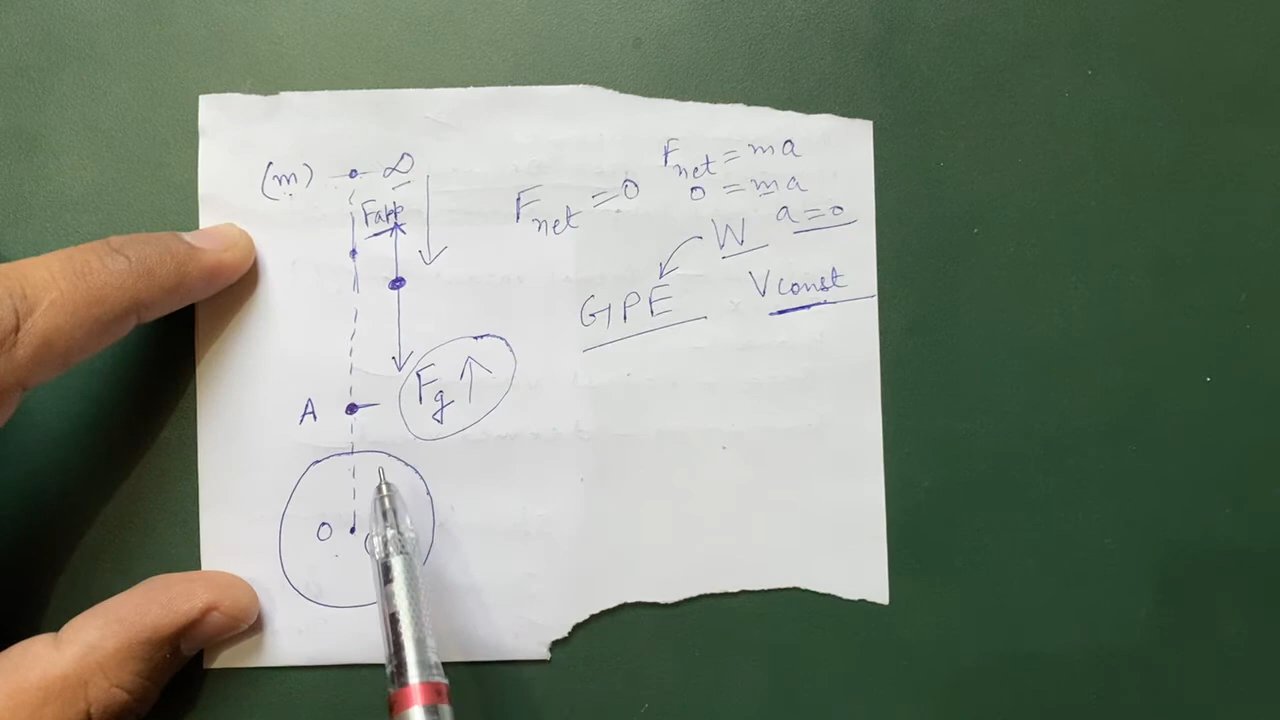 (m) ∞
Fapp
A
Fg ↑
O
Fnet = 0
Fnet = ma
0 = ma
a = 0
W
GPE
Vconst